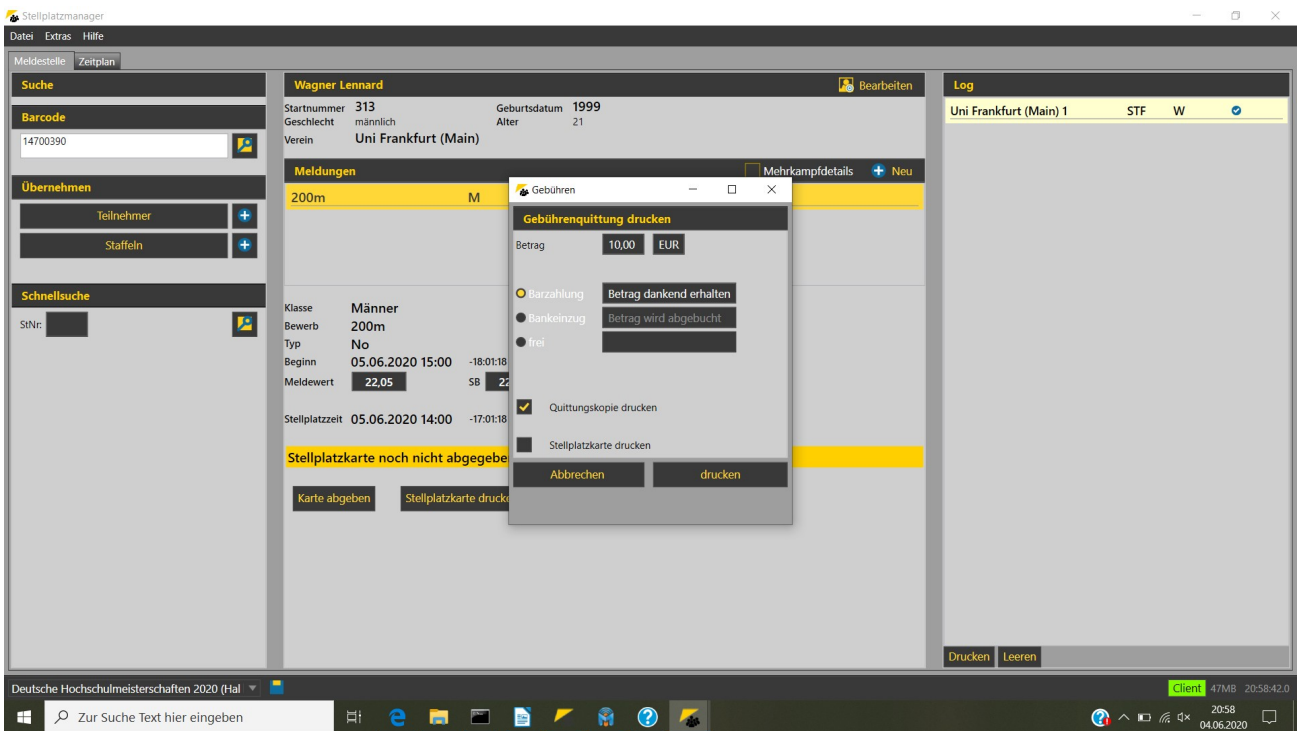 Stellplatzmanager
Datei Extras Hilfe
Meldestelle Zeitplan
Suche
Barcode
14700390
Übernehmen
Teilnehmer
Staffeln
Schnellsuche
StNr:
Wagner Lennard Bearbeiten
Startnummer 313 Geburtsdatum 1999
Geschlecht männlich Alter 21
Verein Uni Frankfurt (Main)
Meldungen Mehrkampfdetails Neu
200m M
Klasse Männer
Bewerb 200m
Typ No
Beginn 05.06.2020 15:00 -18:01:18
Meldewert 22,05 SB 22
Stellplatzzeit 05.06.2020 14:00 -17:01:18
Stellplatzkarte noch nicht abgegebe
Karte abgeben Stellplatzkarte drucke
Gebühren
Gebührenquittung drucken
Betrag 10,00 EUR
Barzahlung Betrag dankend erhalten
Bankeinzug Betrag wird abgebucht
frei
Quittungskopie drucken
Stellplatzkarte drucken
Abbrechen drucken
Log
Uni Frankfurt (Main) 1 STF W
Drucken Leeren
Deutsche Hochschulmeisterschaften 2020 (Hal
Client 47MB 20:58:42.0
Zur Suche Text hier eingeben
20:58
04.06.2020